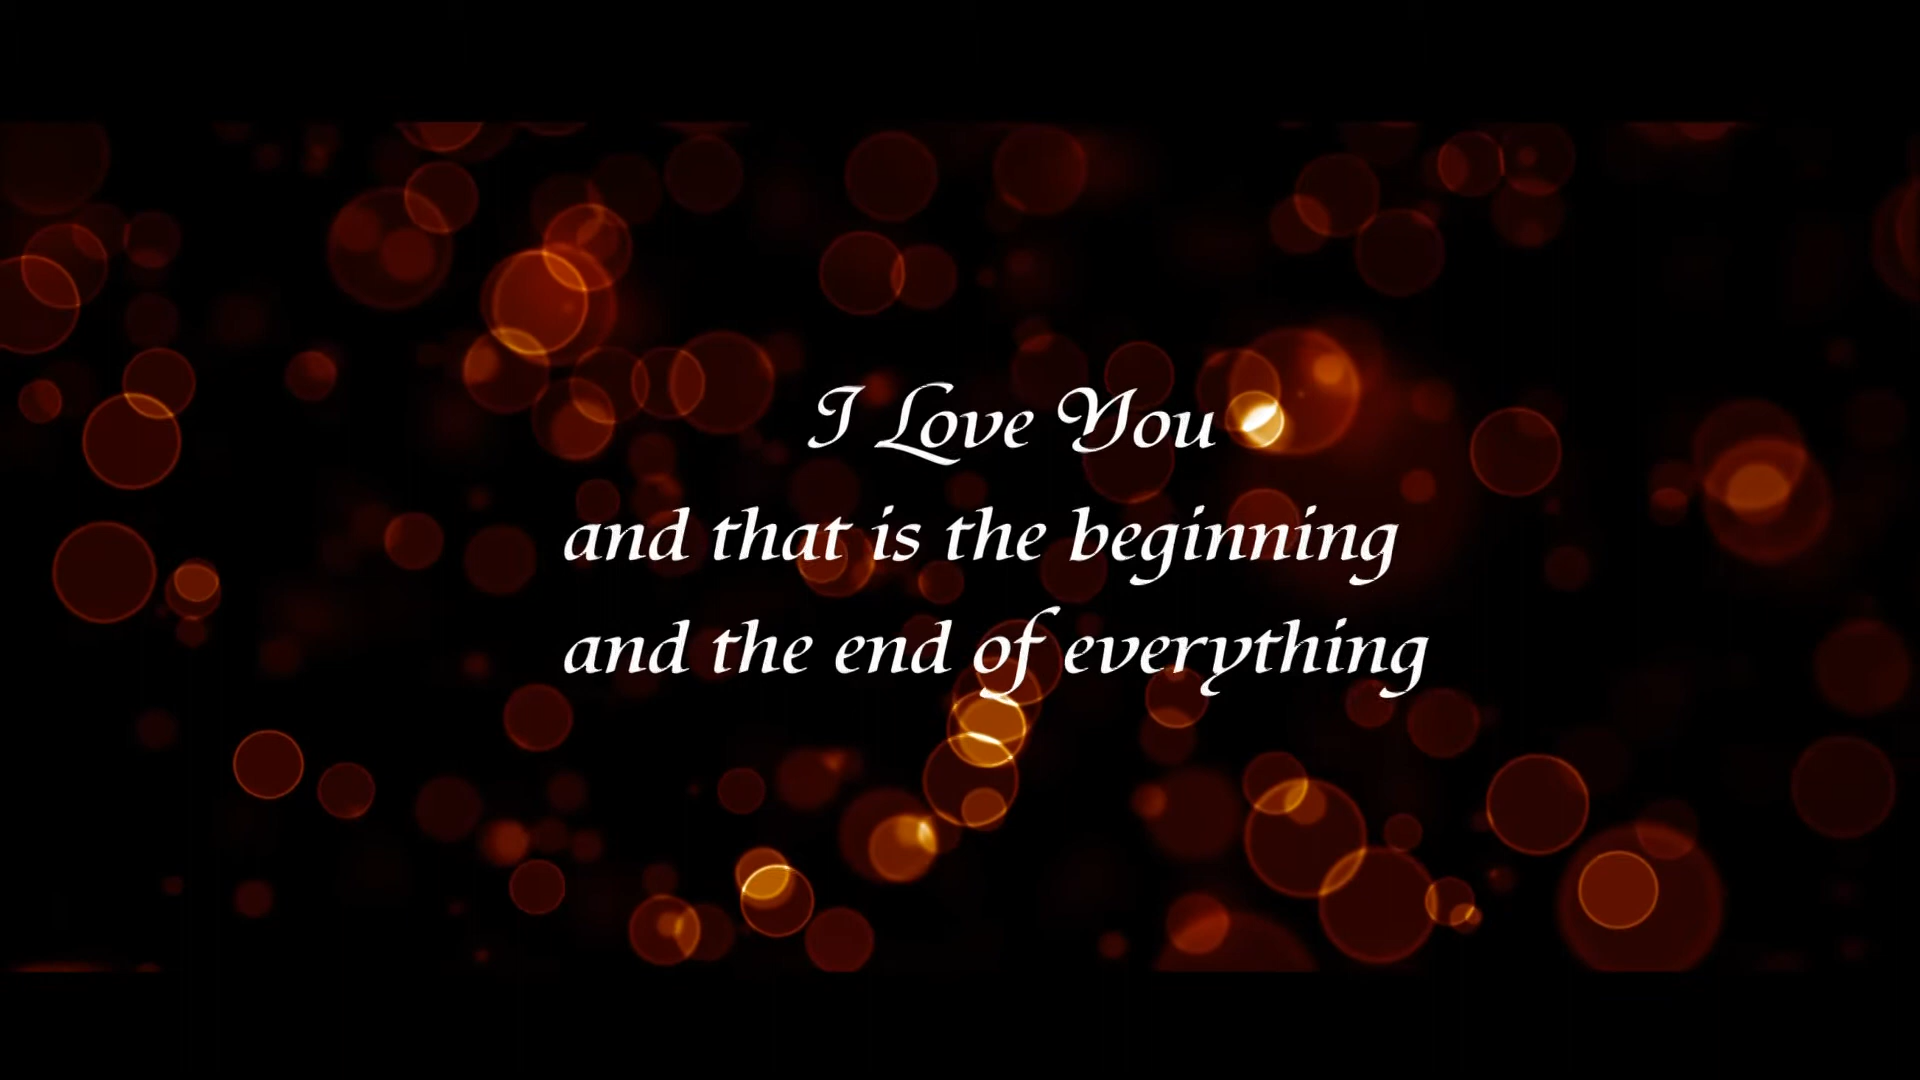 I Love You
and that is the beginning
and the end of everything